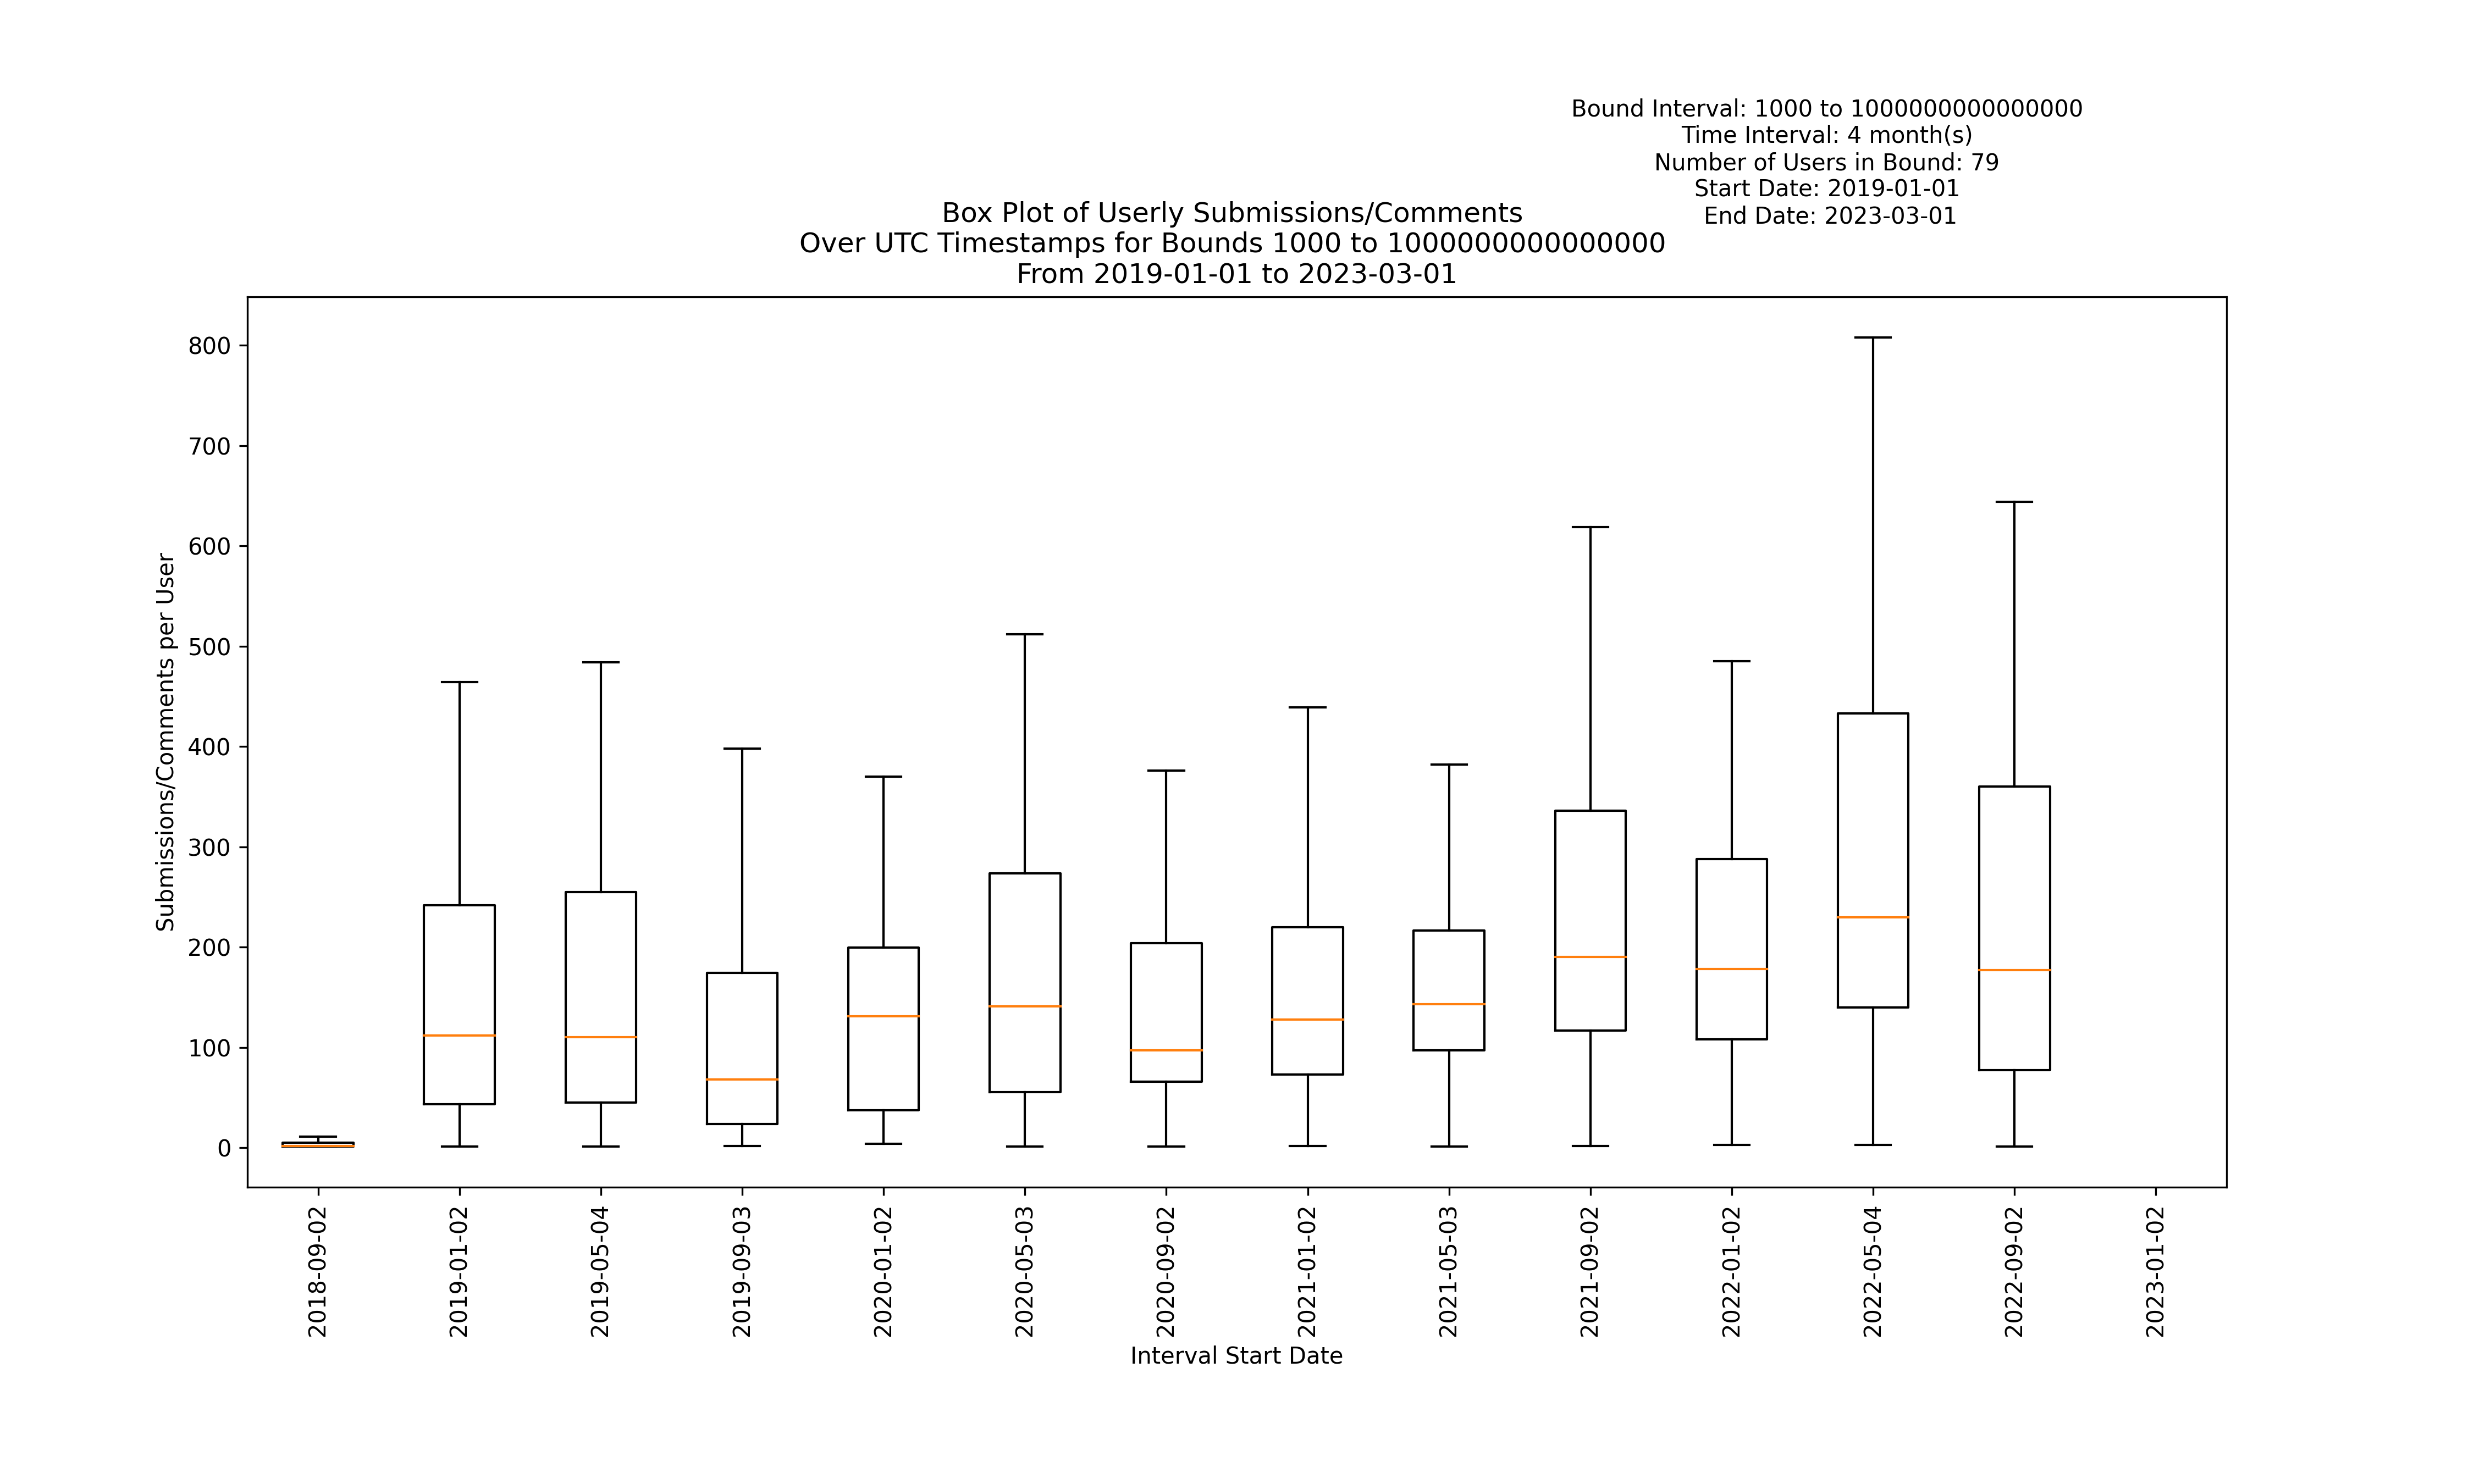 Bound Interval: 1000 to 1000000000000000
Time Interval: 4 month(s)
Number of Users in Bound: 79
Start Date: 2019-01-01
End Date: 2023-03-01
Box Plot of Userly Submissions/Comments
Over UTC Timestamps for Bounds 1000 to 1000000000000000
From 2019-01-01 to 2023-03-01
Submissions/Comments per User
800
700
600
500
400
300
200
100
0
2018-09-02
2019-01-02
2019-05-04
2019-09-03
2020-01-02
2020-05-03
2020-09-02
2021-01-02
2021-05-03
2021-09-02
2022-01-02
2022-05-04
2022-09-02
2023-01-02
Interval Start Date